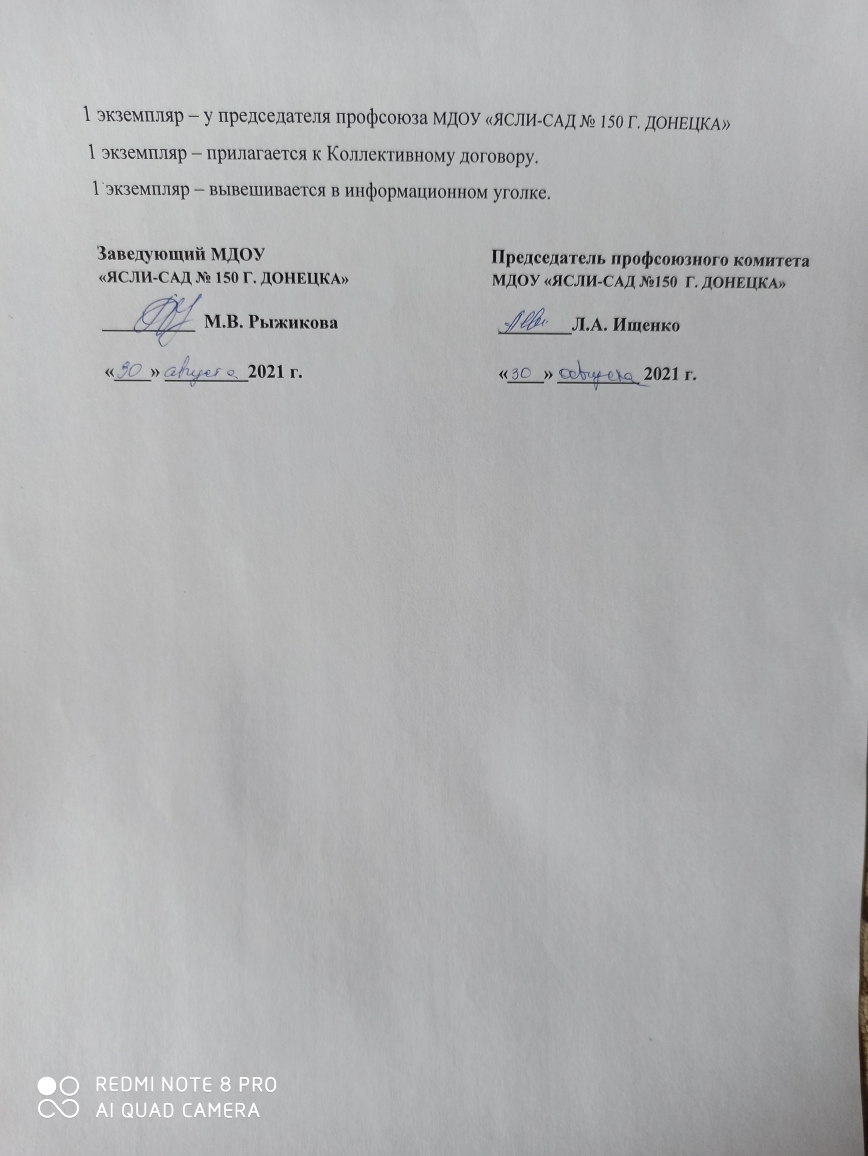 1 экземпляр – у председателя профсоюза МДОУ «ЯСЛИ-САД № 150 Г. ДОНЕЦКА»
1 экземпляр – прилагается к Коллективному договору.
1 экземпляр – вывешивается в информационном уголке.
Заведующий МДОУ
«ЯСЛИ-САД № 150 Г. ДОНЕЦКА»
М.В. Рыжикова
«30» августа 2021 г.
Председатель профсоюзного комитета
МДОУ «ЯСЛИ-САД №150 Г. ДОНЕЦКА»
Л.А. Ищенко
«30» августа 2021 г.
REDMI NOTE 8 PRO
AI QUAD CAMERA